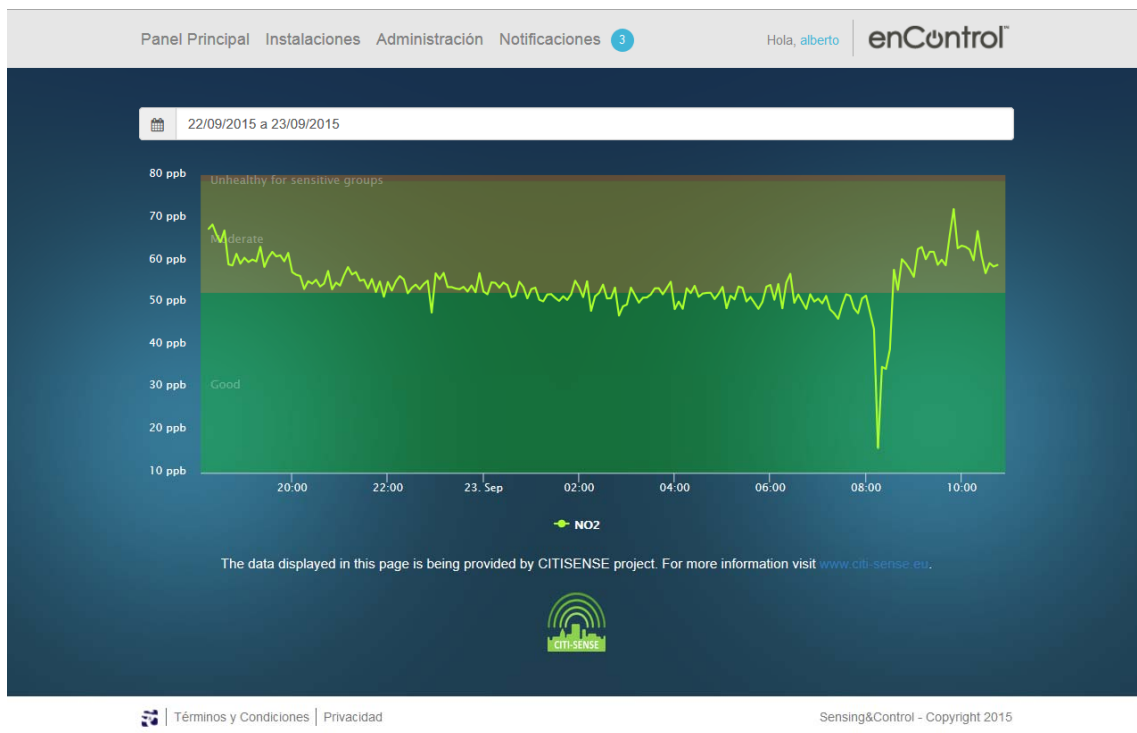 Panel Principal Instalaciones Administración Notificaciones 3 Hola, alberto enControl™
22/09/2015 a 23/09/2015
80 ppb
Unhealthy for sensitive groups
70 ppb
Moderate
60 ppb
50 ppb
40 ppb
30 ppb
Good
20 ppb
10 ppb
20:00 22:00 23. Sep 02:00 04:00 06:00 08:00 10:00
NO2
The data displayed in this page is being provided by CITISENSE project. For more information visit www.citi-sense.eu.
CITI-SENSE
Términos y Condiciones | Privacidad Sensing&Control - Copyright 2015